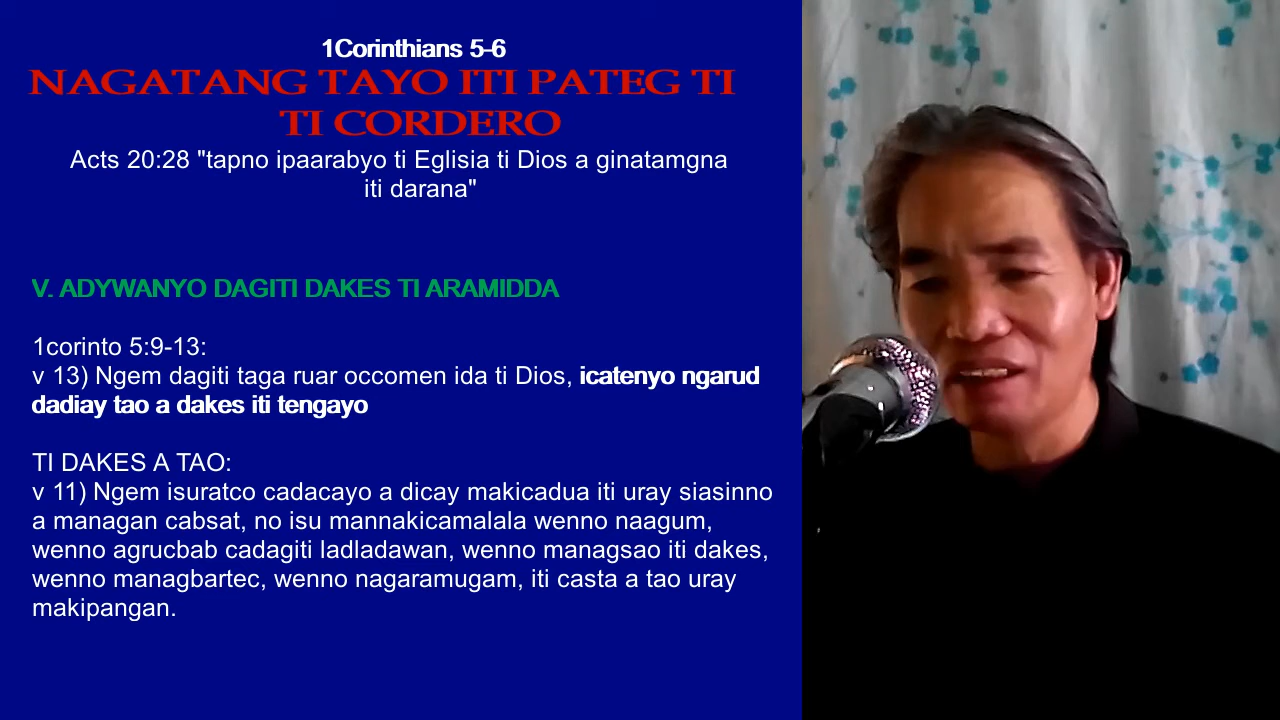 1Corinthians 5-6
NAGATANG TAYO ITI PATEG TI
TI CORDERO
Acts 20:28 "tapno ipaarabyo ti Eglisia ti Dios a ginatamgna
iti darana"
V. ADYWANYO DAGITI DAKES TI ARAMIDDA
1corinto 5:9-13:
v 13) Ngem dagiti taga ruar occomen ida ti Dios, icatenyo ngarud
dadiay tao a dakes iti tengayo
TI DAKES A TAO:
v 11) Ngem isuratco cadacayo a dicay makicadua iti uray siasinno
a managan cabsat, no isu mannakicamalala wenno naagum,
wenno agrucbab cadagiti ladladawan, wenno managsao iti dakes,
wenno managbartec, wenno nagaramugam, iti casta a tao uray
makipangan.